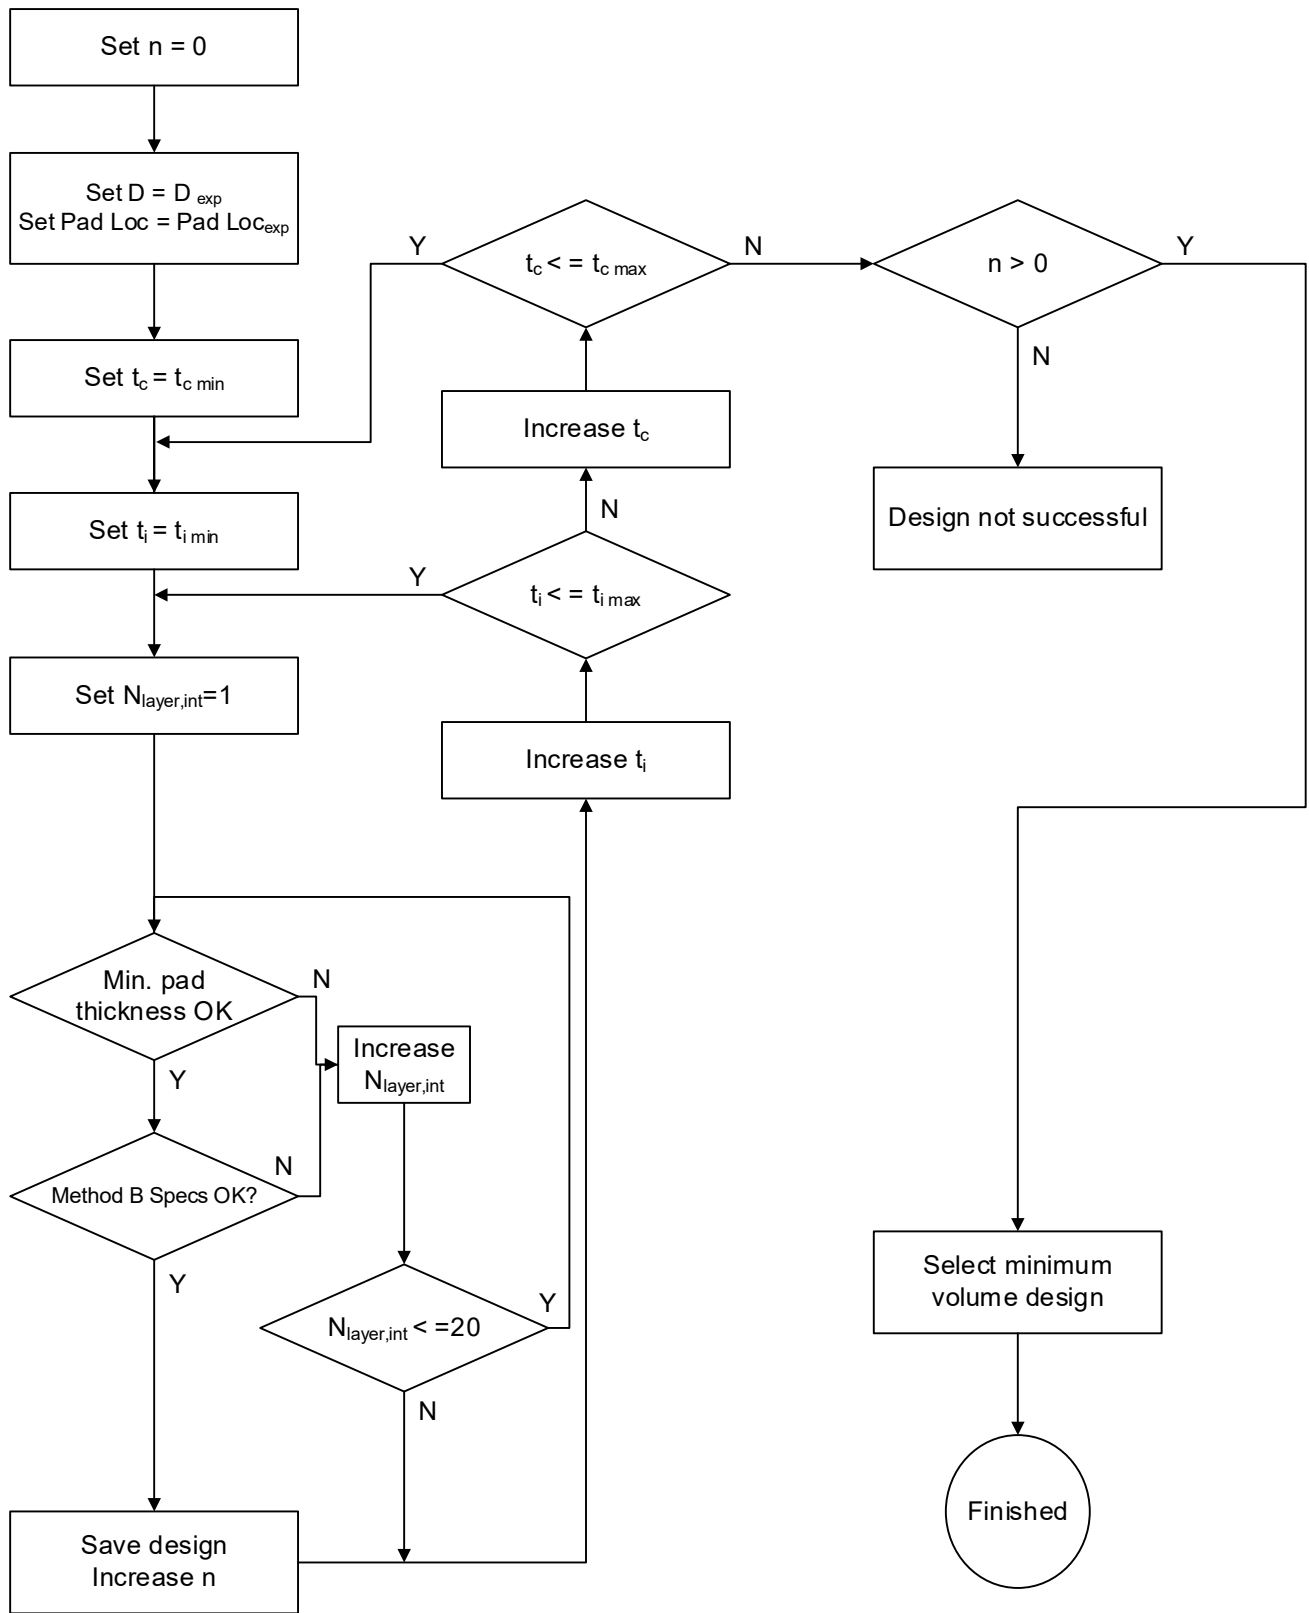 Set n = 0
Set D = D exp
Set Pad Loc = Pad Locexp
Set tc = tc min
Set ti = ti min
Set Nlayer,int=1
Min. pad
thickness OK
N
Y
Method B Specs OK?
N
Y
Save design
Increase n
Increase
Nlayer,int
Nlayer,int < =20
Y
N
Increase ti
ti < = ti max
Y
N
Increase tc
tc < = tc max
Y
N
n > 0
Y
N
Design not successful
Select minimum
volume design
Finished